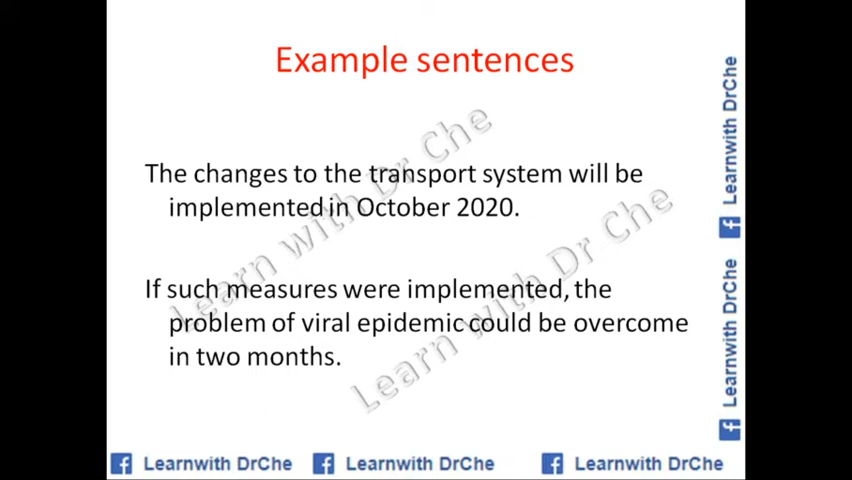 Example sentences
The changes to the transport system will be
implemented in October 2020.
If such measures were implemented, the
problem of viral epidemic could be overcome
in two months.
Learn with Dr Che
Learn with Dr Che
Learnwith DrChe
Learnwith DrChe
Learnwith DrChe Learnwith DrChe Learnwith DrChe